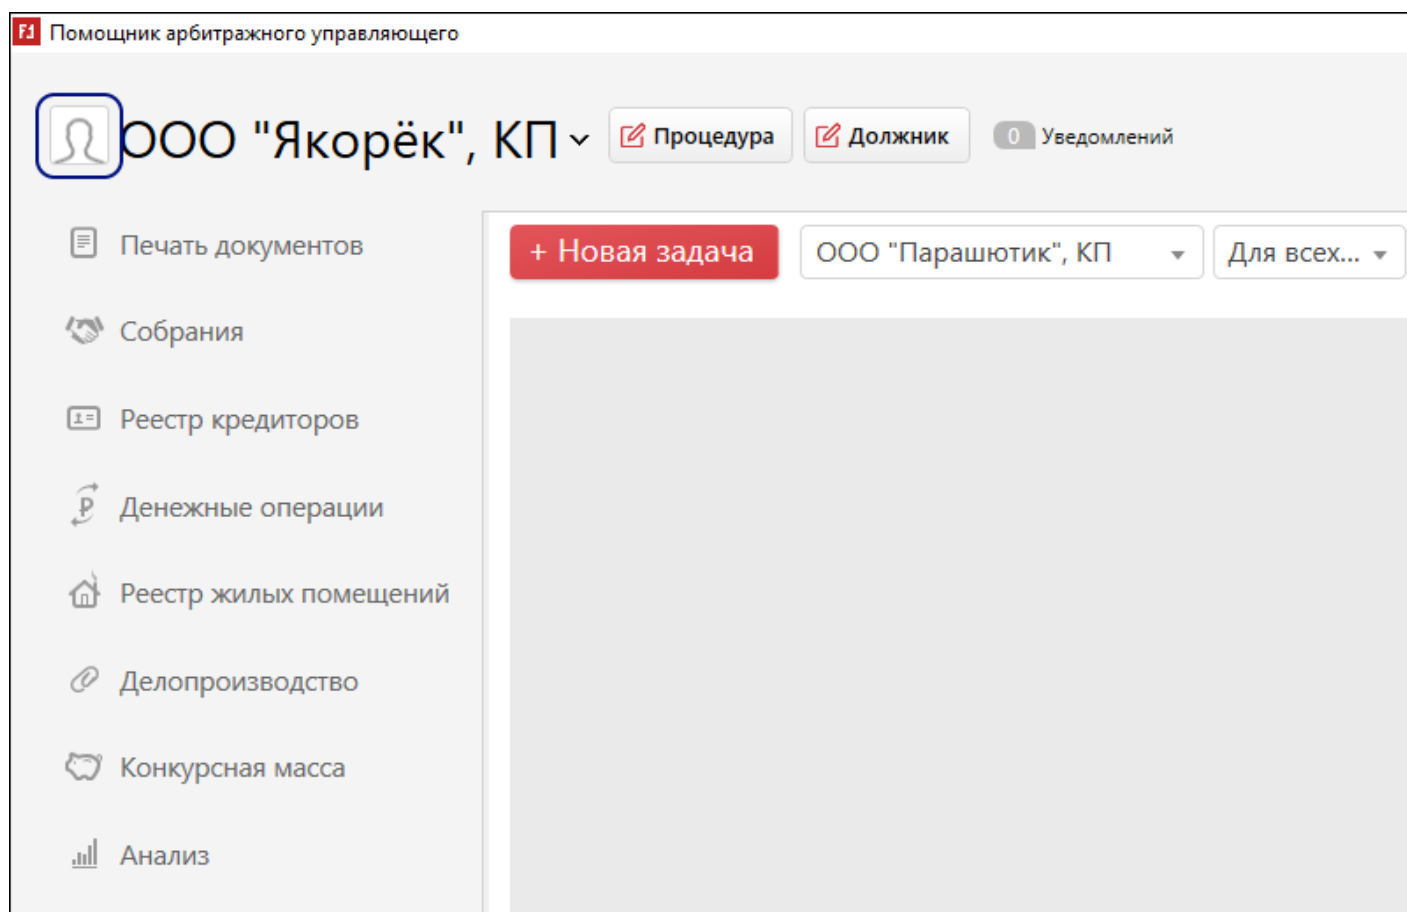 F1 Помощник арбитражного управляющего
ООО "Якорёк", КП Процедура Должник 0 Уведомлений
+ Новая задача ООО "Парашютик", КП Для всех...
Печать документов
Собрания
Реестр кредиторов
Денежные операции
Реестр жилых помещений
Делопроизводство
Конкурсная масса
Анализ